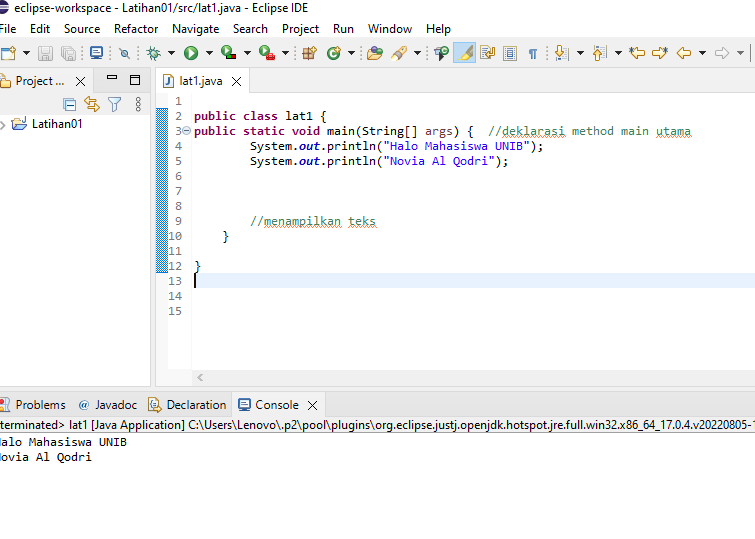 eclipse-workspace - Latihan01/src/lat1.java - Eclipse IDE
File Edit Source Refactor Navigate Search Project Run Window Help
Project ... lat1.java
Latihan01
1
2 public class lat1 {
3 public static void main(String[] args) { //deklarasi method main utama
4 System.out.println("Halo Mahasiswa UNIB");
5 System.out.println("Novia Al Qodri");
6
7
8
9 //menampilkan teks
10 }
11
12 }
13
14
15
Problems @ Javadoc Declaration Console
terminated> lat1 [Java Application] C:\Users\Lenovo\.p2\pool\plugins\org.eclipse.justj.openjdk.hotspot.jre.full.win32.x86_64_17.0.4.v20220805-1
alo Mahasiswa UNIB
ovia Al Qodri